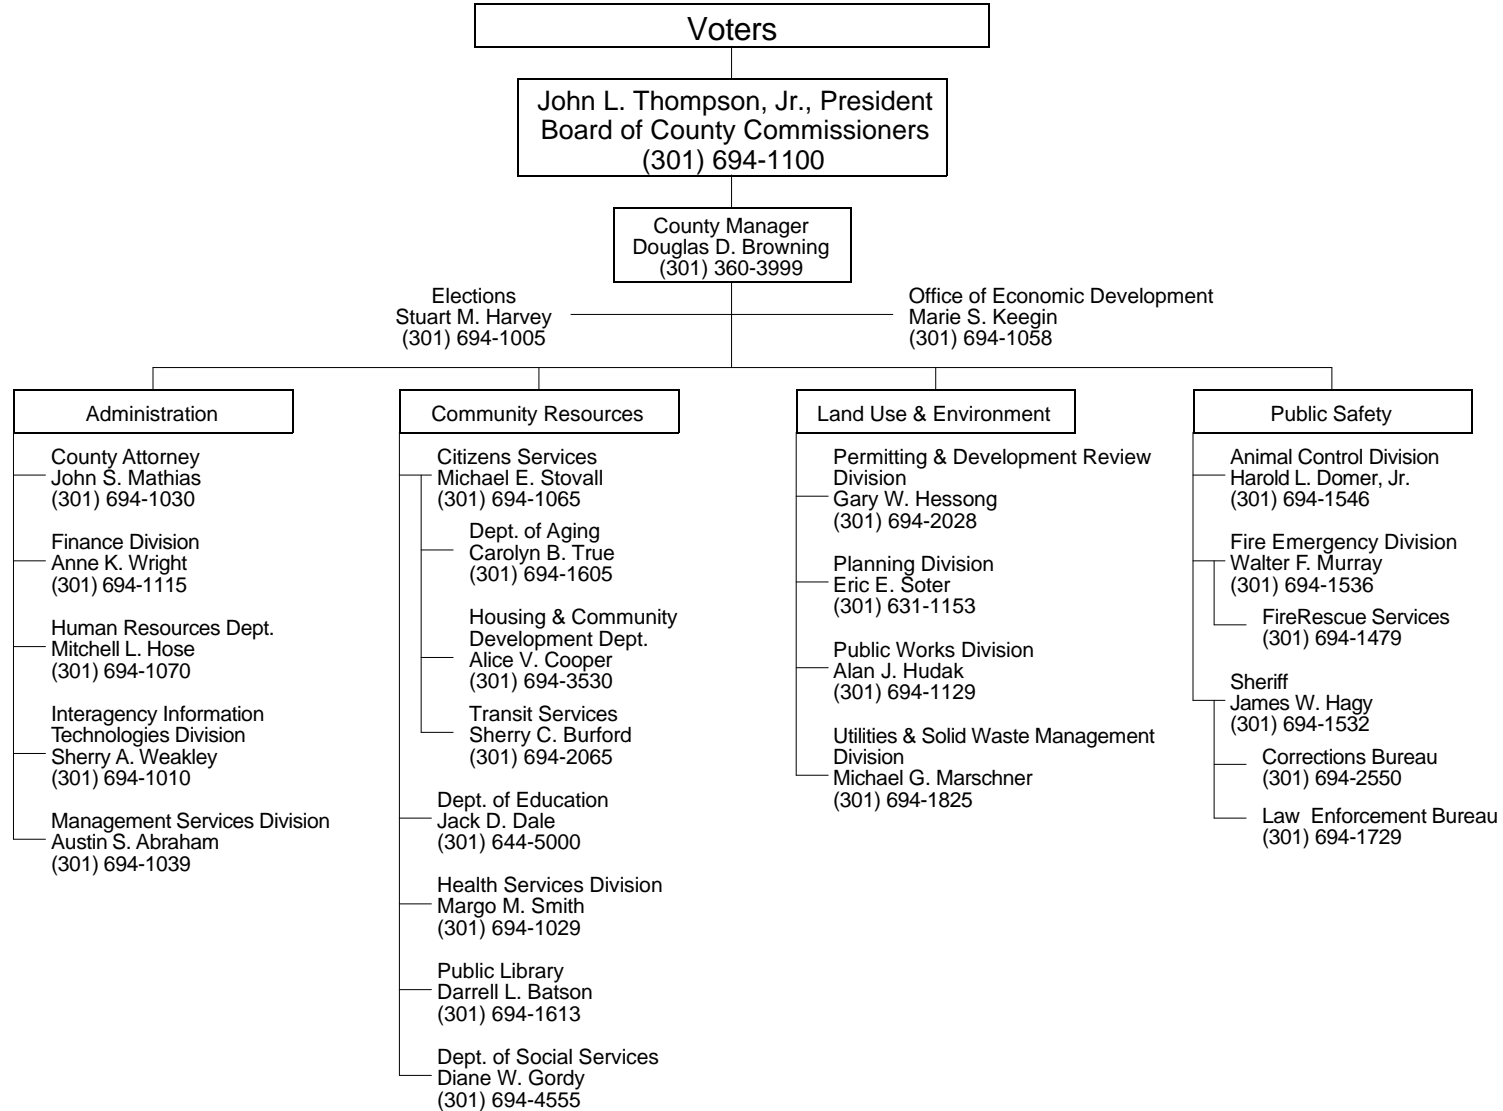 Voters
John L. Thompson, Jr., President
Board of County Commissioners
(301) 694-1100
County Manager
Douglas D. Browning
(301) 360-3999
Elections
Stuart M. Harvey
(301) 694-1005
Office of Economic Development
Marie S. Keegin
(301) 694-1058
Administration
County Attorney
John S. Mathias
(301) 694-1030
Finance Division
Anne K. Wright
(301) 694-1115
Human Resources Dept.
Mitchell L. Hose
(301) 694-1070
Interagency Information
Technologies Division
Sherry A. Weakley
(301) 694-1010
Management Services Division
Austin S. Abraham
(301) 694-1039
Community Resources
Citizens Services
Michael E. Stovall
(301) 694-1065
Dept. of Aging
Carolyn B. True
(301) 694-1605
Housing & Community
Development Dept.
Alice V. Cooper
(301) 694-3530
Transit Services
Sherry C. Burford
(301) 694-2065
Dept. of Education
Jack D. Dale
(301) 644-5000
Health Services Division
Margo M. Smith
(301) 694-1029
Public Library
Darrell L. Batson
(301) 694-1613
Dept. of Social Services
Diane W. Gordy
(301) 694-4555
Land Use & Environment
Permitting & Development Review
Division
Gary W. Hessong
(301) 694-2028
Planning Division
Eric E. Soter
(301) 631-1153
Public Works Division
Alan J. Hudak
(301) 694-1129
Utilities & Solid Waste Management
Division
Michael G. Marschner
(301) 694-1825
Public Safety
Animal Control Division
Harold L. Domer, Jr.
(301) 694-1546
Fire Emergency Division
Walter F. Murray
(301) 694-1536
FireRescue Services
(301) 694-1479
Sheriff
James W. Hagy
(301) 694-1532
Corrections Bureau
(301) 694-2550
Law  Enforcement Bureau
(301) 694-1729